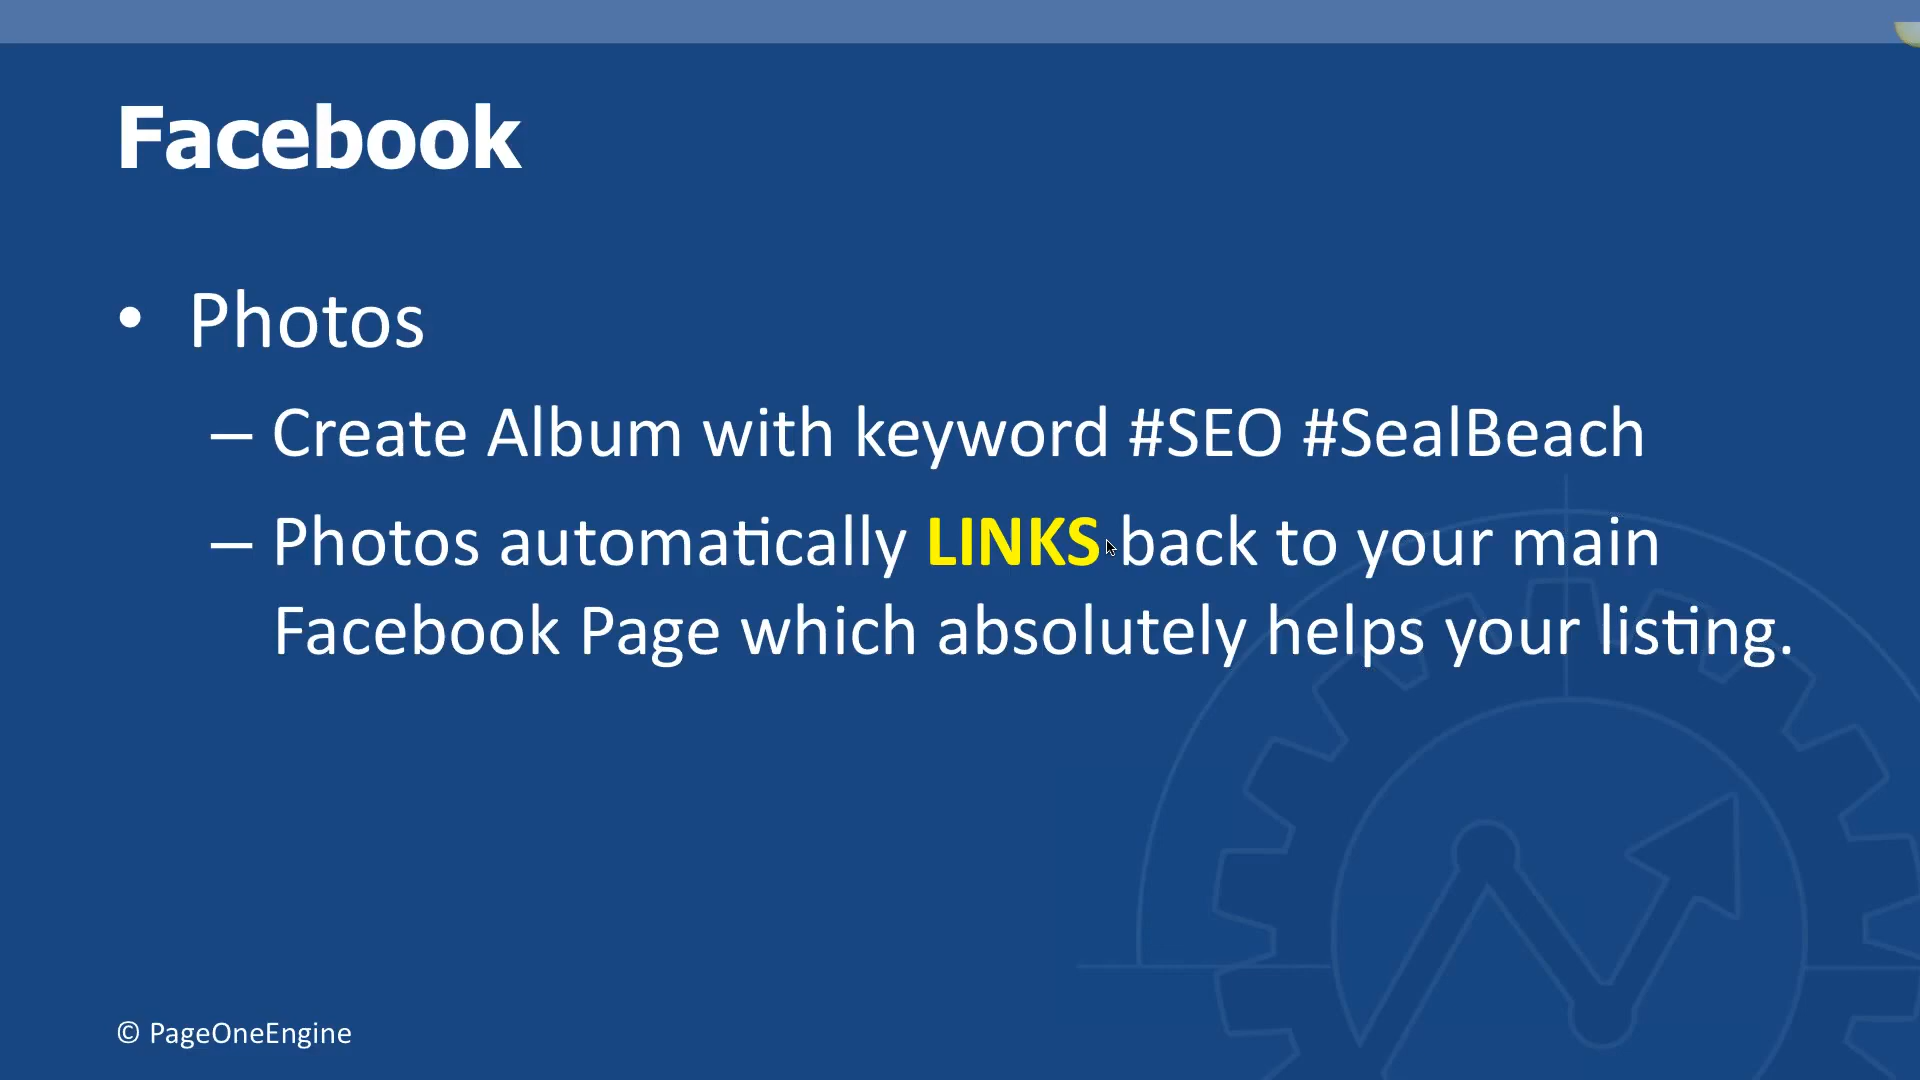 Facebook
• Photos
– Create Album with keyword #SEO #SealBeach
– Photos automatically LINKS back to your main
Facebook Page which absolutely helps your listing.
© PageOneEngine